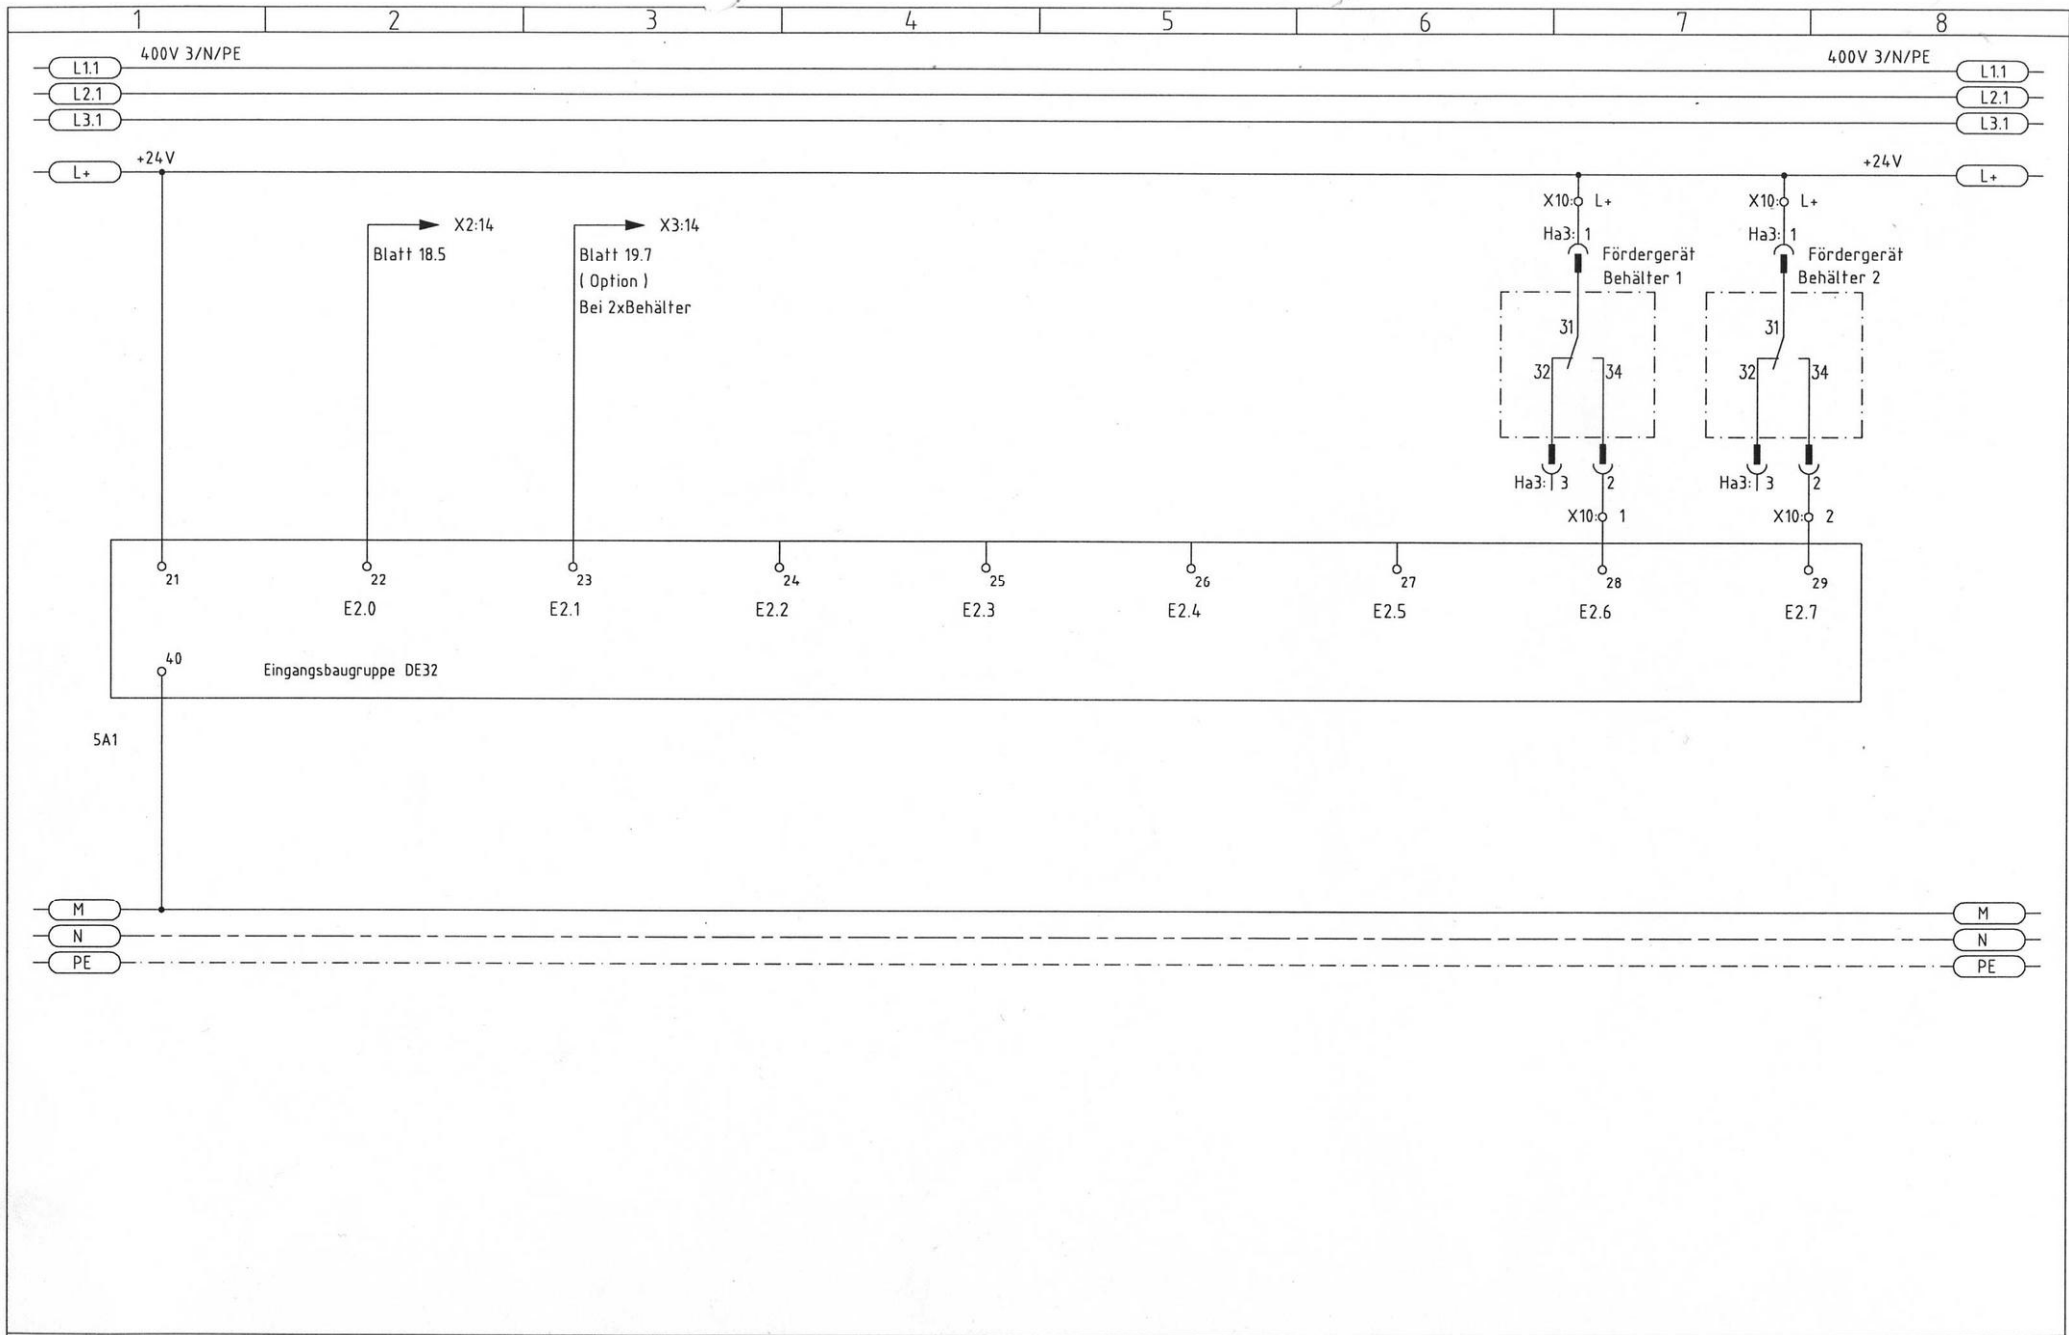 1 2 3 4 5 6 7 8
400V 3/N/PE 400V 3/N/PE
L1.1 L1.1
L2.1 L2.1
L3.1 L3.1
+24V +24V
L+ L+
X10: L+ X10: L+
X2:14 X3:14
Ha3: 1 Ha3: 1
Blatt 18.5 Blatt 19.7 Fördergerät Fördergerät
( Option ) Behälter 1 Behälter 2
Bei 2xBehälter
31 31
32 34 32 34
Ha3: 3 2 Ha3: 3 2
X10: 1 X10: 2
21 22 23 24 25 26 27 28 29
E2.0 E2.1 E2.2 E2.3 E2.4 E2.5 E2.6 E2.7
40
Eingangsbaugruppe DE32
5A1
M M
N N
PE PE